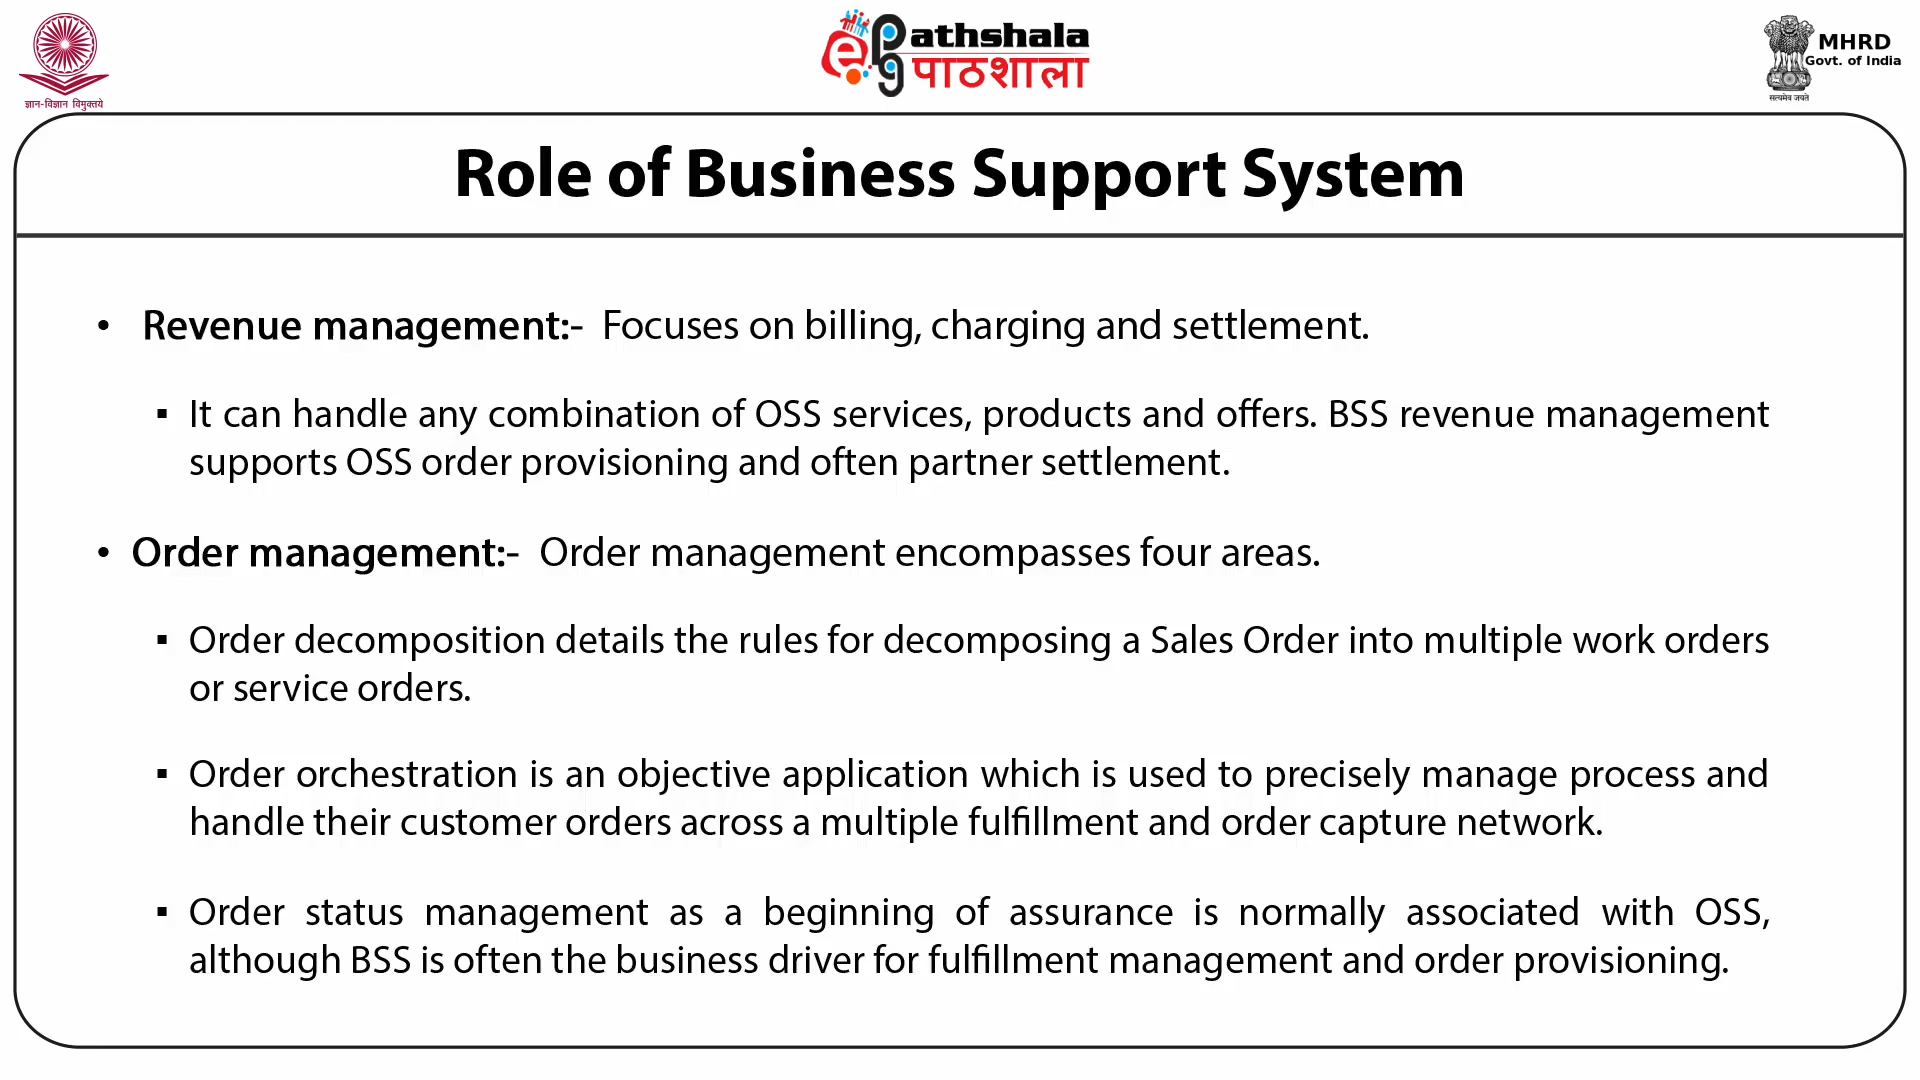 ज्ञान-विज्ञान विमुक्तये
e Pathshala
पाठशाला
MHRD
Govt. of India
सत्यमेव जयते
Role of Business Support System
• Revenue management:- Focuses on billing, charging and settlement.
▪ It can handle any combination of OSS services, products and offers. BSS revenue management
supports OSS order provisioning and often partner settlement.
• Order management:- Order management encompasses four areas.
▪ Order decomposition details the rules for decomposing a Sales Order into multiple work orders
or service orders.
▪ Order orchestration is an objective application which is used to precisely manage process and
handle their customer orders across a multiple fulfillment and order capture network.
▪ Order status management as a beginning of assurance is normally associated with OSS,
although BSS is often the business driver for fulfillment management and order provisioning.